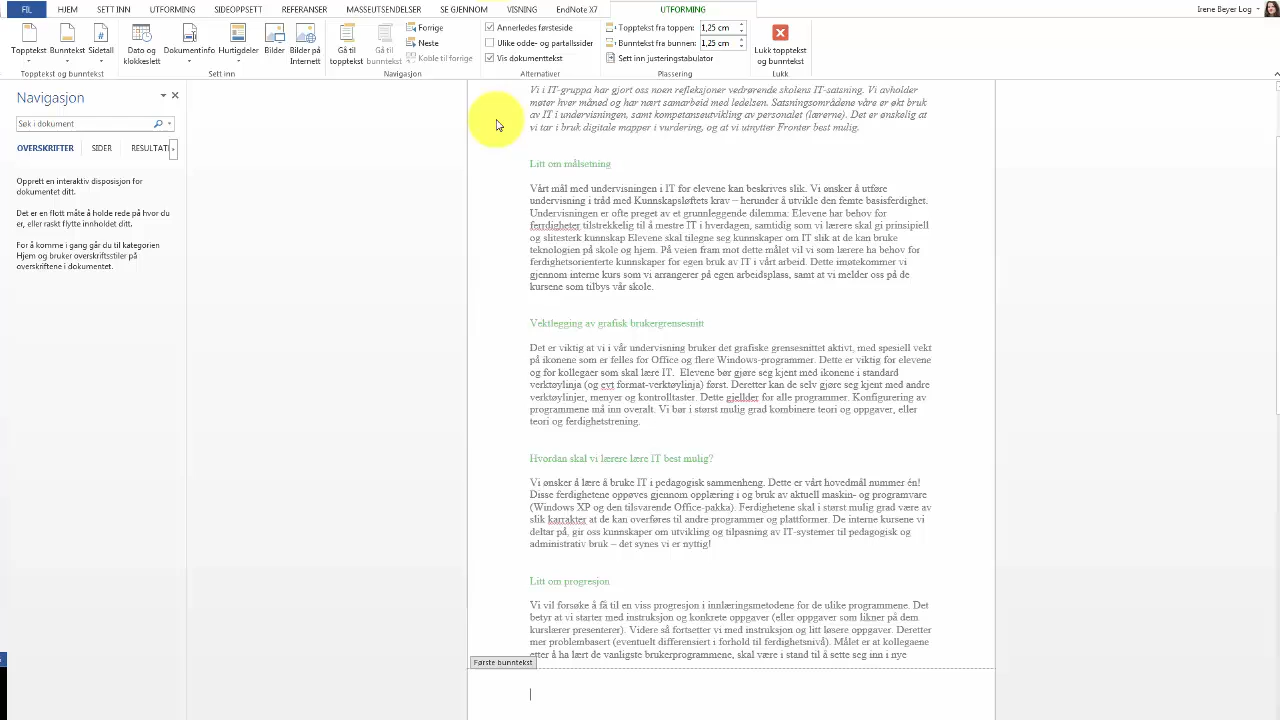 FIL HJEM SETT INN UTFORMING SIDEOPPSETT REFERANSER MASSEUTSENDELSER SE GJENNOM VISNING EndNote X7 UTFORMING Irene Beyer Log
Topptekst Bunntekst Sidetall
Topptekst og bunntekst
Dato og klokkeslett Dokumentinfo Hurtigdeler Bilder Bilder på Internett
Sett inn
Gå til topptekst Gå til bunntekst
Forrige
Neste
Koble til forrige
Navigasjon
Annerledes førsteside
Ulike odde- og partallssider
Vis dokumenttekst
Alternativer
Topptekst fra toppen: 1,25 cm
Bunntekst fra bunnen: 1,25 cm
Sett inn justeringstabulator
Plassering
Lukk topptekst og bunntekst
Lukk
Navigasjon
Søk i dokument
OVERSKRIFTER SIDER RESULTATI
Opprett en interaktiv disposisjon for
dokumentet ditt.
Det er en flott måte å holde rede på hvor du
er, eller raskt flytte innholdet ditt.
For å komme i gang går du til kategorien
Hjem og bruker overskriftsstiler på
overskriftene i dokumentet.
Vi i IT-gruppa har gjort oss noen refleksjoner vedrørende skolens IT-satsning. Vi avholder
møter hver måned og har nært samarbeid med ledelsen. Satsningsområdene våre er økt bruk
av IT i undervisningen, samt kompetanseutvikling av personalet (lærerne). Det er ønskelig at
vi tar i bruk digitale mapper i vurdering, og at vi utnytter Fronter best mulig.
Litt om målsetning
Vårt mål med undervisningen i IT for elevene kan beskrives slik. Vi ønsker å utføre
undervisning i tråd med Kunnskapsløftets krav – herunder å utvikle den femte basisferdighet.
Undervisningen er ofte preget av et grunnleggende dilemma: Elevene har behov for
ferrdigheter tilstrekkelig til å mestre IT i hverdagen, samtidig som vi lærere skal gi prinsipiell
og slitesterk kunnskap Elevene skal tilegne seg kunnskaper om IT slik at de kan bruke
teknologien på skole og hjem. På veien fram mot dette målet vil vi som lærere ha behov for
ferdighetsorienterte kunnskaper for egen bruk av IT i vårt arbeid. Dette imøtekommer vi
gjennom interne kurs som vi arrangerer på egen arbeidsplass, samt at vi melder oss på de
kursene som tilbys vår skole.
Vektlegging av grafisk brukergrensesnitt
Det er viktig at vi i vår undervisning bruker det grafiske grensesnittet aktivt, med spesiell vekt
på ikonene som er felles for Office og flere Windows-programmer. Dette er viktig for elevene
og for kollegaer som skal lære IT.  Elevene bør gjøre seg kjent med ikonene i standard
verktøylinja (og evt format-verktøylinja) først. Deretter kan de selv gjøre seg kjent med andre
verktøylinjer, menyer og kontrolltaster. Dette gjellder for alle programmer. Konfigurering av
programmene må inn overalt. Vi bør i størst mulig grad kombinere teori og oppgaver, eller
teori og ferdighetstrening.
Hvordan skal vi lærere lære IT best mulig?
Vi ønsker å lære å bruke IT i pedagogisk sammenheng. Dette er vårt hovedmål nummer én!
Disse ferdighetene oppøves gjennom opplæring i og bruk av aktuell maskin- og programvare
(Windows XP og den tilsvarende Office-pakka). Ferdighetene skal i størst mulig grad være av
slik karrakter at de kan overføres til andre programmer og plattformer. De interne kursene vi
deltar på, gir oss kunnskaper om utvikling og tilpasning av IT-systemer til pedagogisk og
administrativ bruk – det synes vi er nyttig!
Litt om progresjon
Vi vil forsøke å få til en viss progresjon i innlæringsmetodene for de ulike programmene. Det
betyr at vi starter med instruksjon og konkrete oppgaver (eller oppgaver som likner på dem
kurslærer presenterer). Videre så fortsetter vi med instruksjon og litt løsere oppgaver. Deretter
mer problembasert (eventuelt differensiert i forhold til ferdighetsnivå). Målet er at kollegaene
etter å ha lært de vanligste brukerprogrammene, skal være i stand til å sette seg inn i nye
Første bunntekst